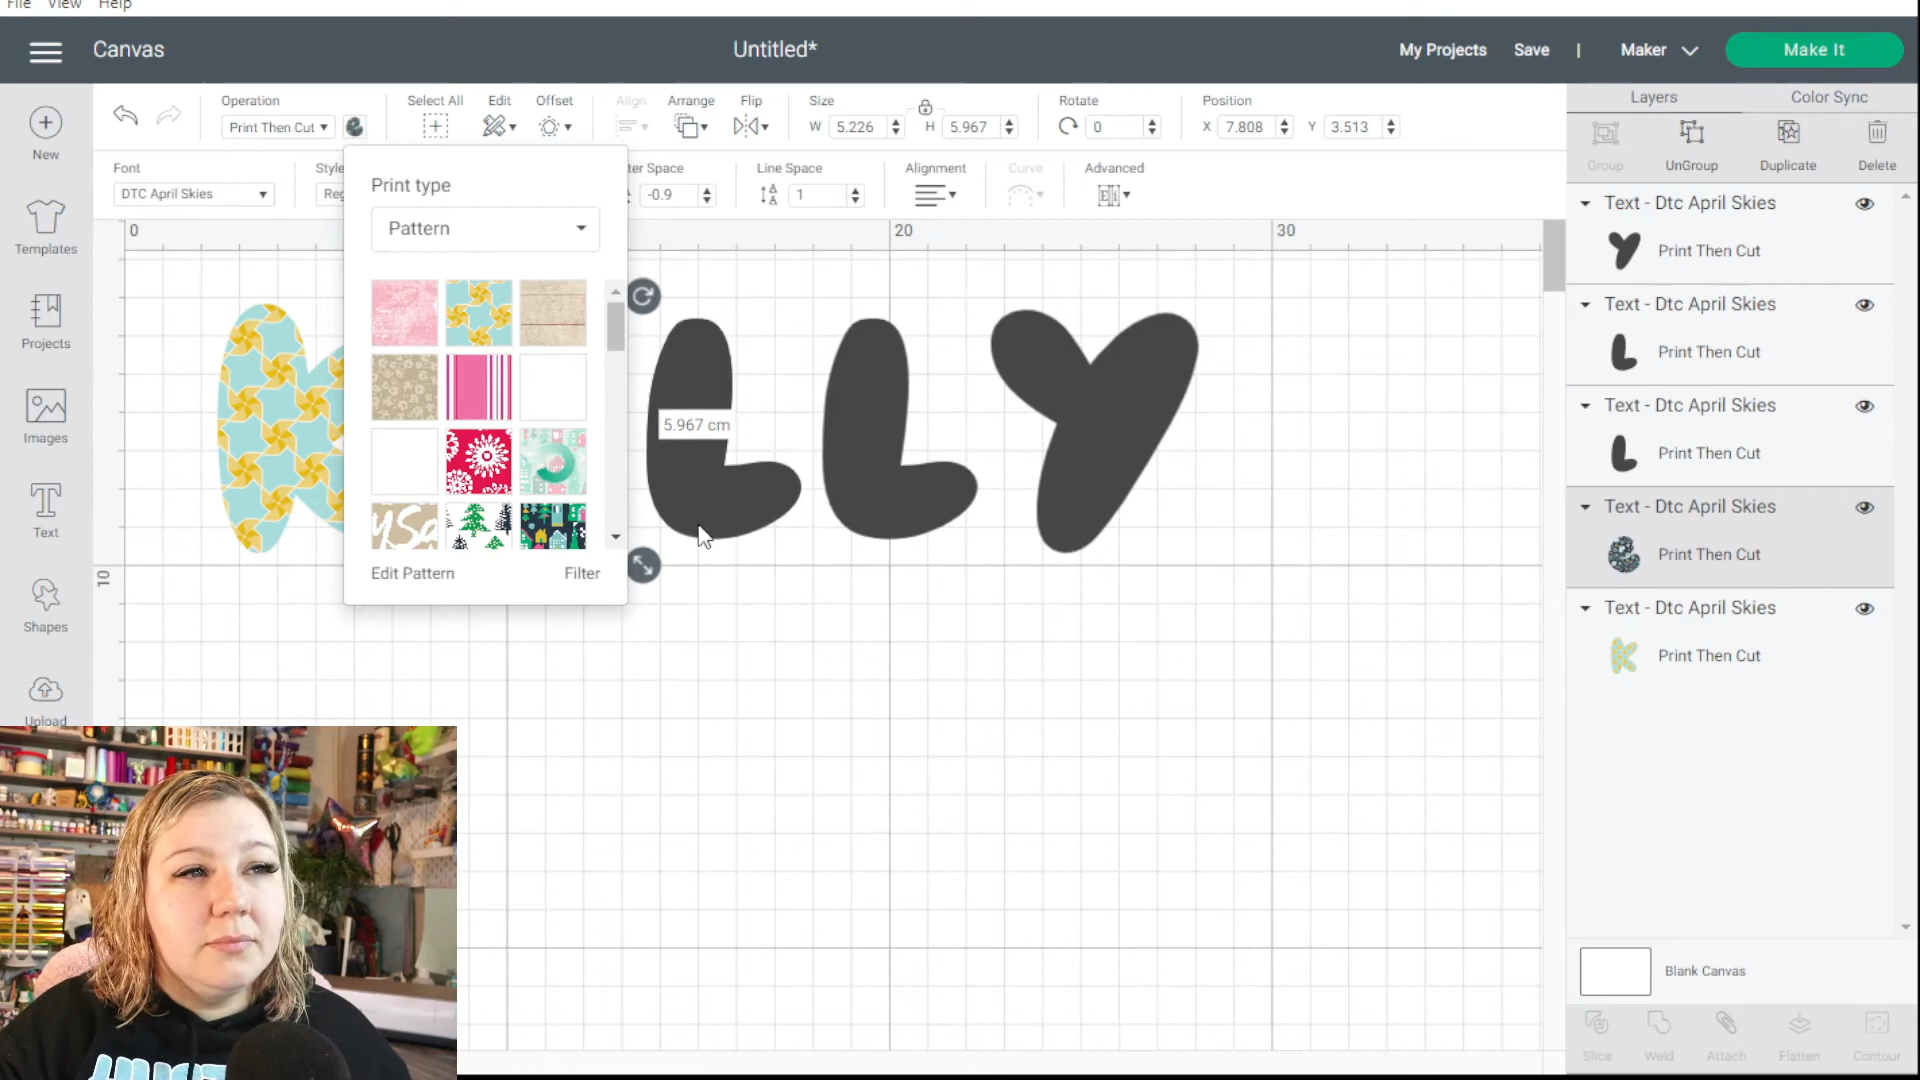 File View Help
Canvas
Untitled*
My Projects Save | Maker Make It
New
Templates
Projects
Images
Text
Shapes
Upload
Operation
Print Then Cut
Select All
Edit
Offset
Align
Arrange
Flip
Size
W 5.226 H 5.967
Rotate
0
Position
X 7.808 Y 3.513
Font
DTC April Skies
Style
Reg
ter Space
-0.9
Line Space
1
Alignment
Curve
Advanced
Print type
Pattern
Edit Pattern Filter
0 20 30
10
K L L Y
5.967 cm
Layers Color Sync
Group UnGroup Duplicate Delete
Text - Dtc April Skies
Print Then Cut
Text - Dtc April Skies
Print Then Cut
Text - Dtc April Skies
Print Then Cut
Text - Dtc April Skies
Print Then Cut
Text - Dtc April Skies
Print Then Cut
Blank Canvas
Slice Weld Attach Flatten Contour